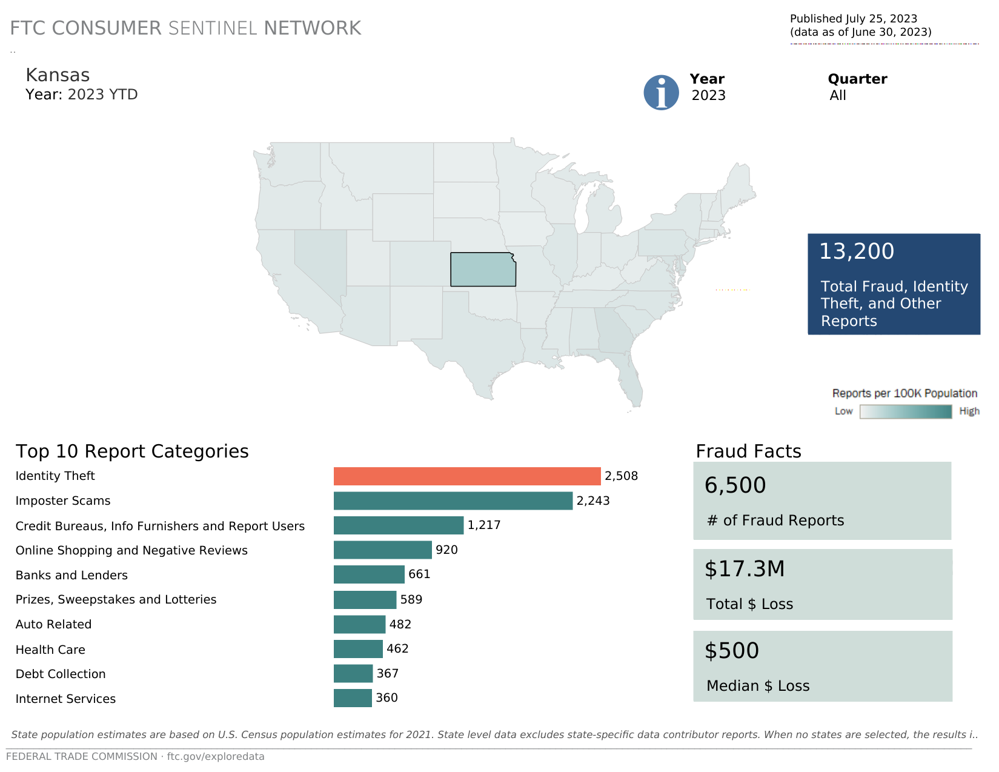 FTC CONSUMER SENTINEL NETWORK
Published July 25, 2023
(data as of June 30, 2023)
..
Kansas
Year: 2023 YTD
Year
2023
Quarter
All
13,200
Total Fraud, Identity
Theft, and Other
Reports
Reports per 100K Population
Low High
Top 10 Report Categories
Identity Theft 2,508
Imposter Scams 2,243
Credit Bureaus, Info Furnishers and Report Users 1,217
Online Shopping and Negative Reviews 920
Banks and Lenders 661
Prizes, Sweepstakes and Lotteries 589
Auto Related 482
Health Care 462
Debt Collection 367
Internet Services 360
Fraud Facts
6,500
# of Fraud Reports
$17.3M
Total $ Loss
$500
Median $ Loss
State population estimates are based on U.S. Census population estimates for 2021. State level data excludes state-specific data contributor reports. When no states are selected, the results i..
FEDERAL TRADE COMMISSION · ftc.gov/exploredata